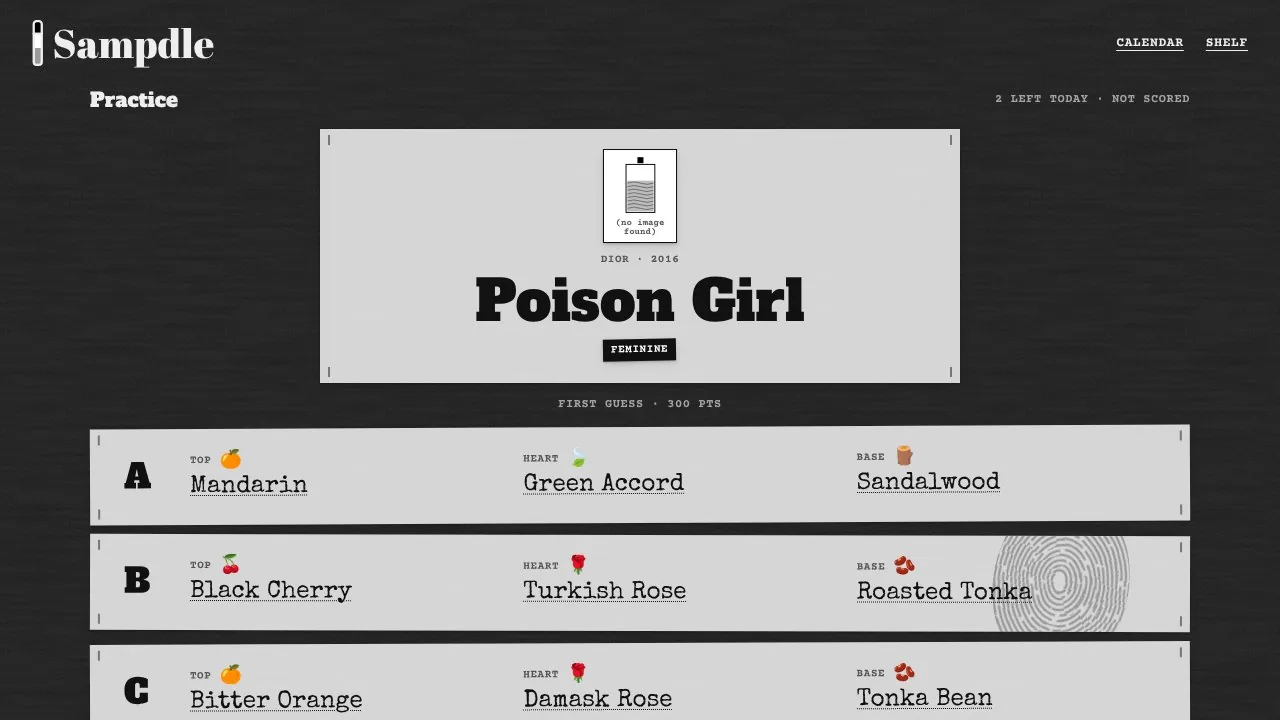 Sampdle
CALENDAR SHELF
Practice
2 LEFT TODAY · NOT SCORED
(no image
found)
DIOR · 2016
Poison Girl
FEMININE
FIRST GUESS · 300 PTS
A
TOP
Mandarin
HEART
Green Accord
BASE
Sandalwood
B
TOP
Black Cherry
HEART
Turkish Rose
BASE
Roasted Tonka
C
TOP
Bitter Orange
HEART
Damask Rose
BASE
Tonka Bean